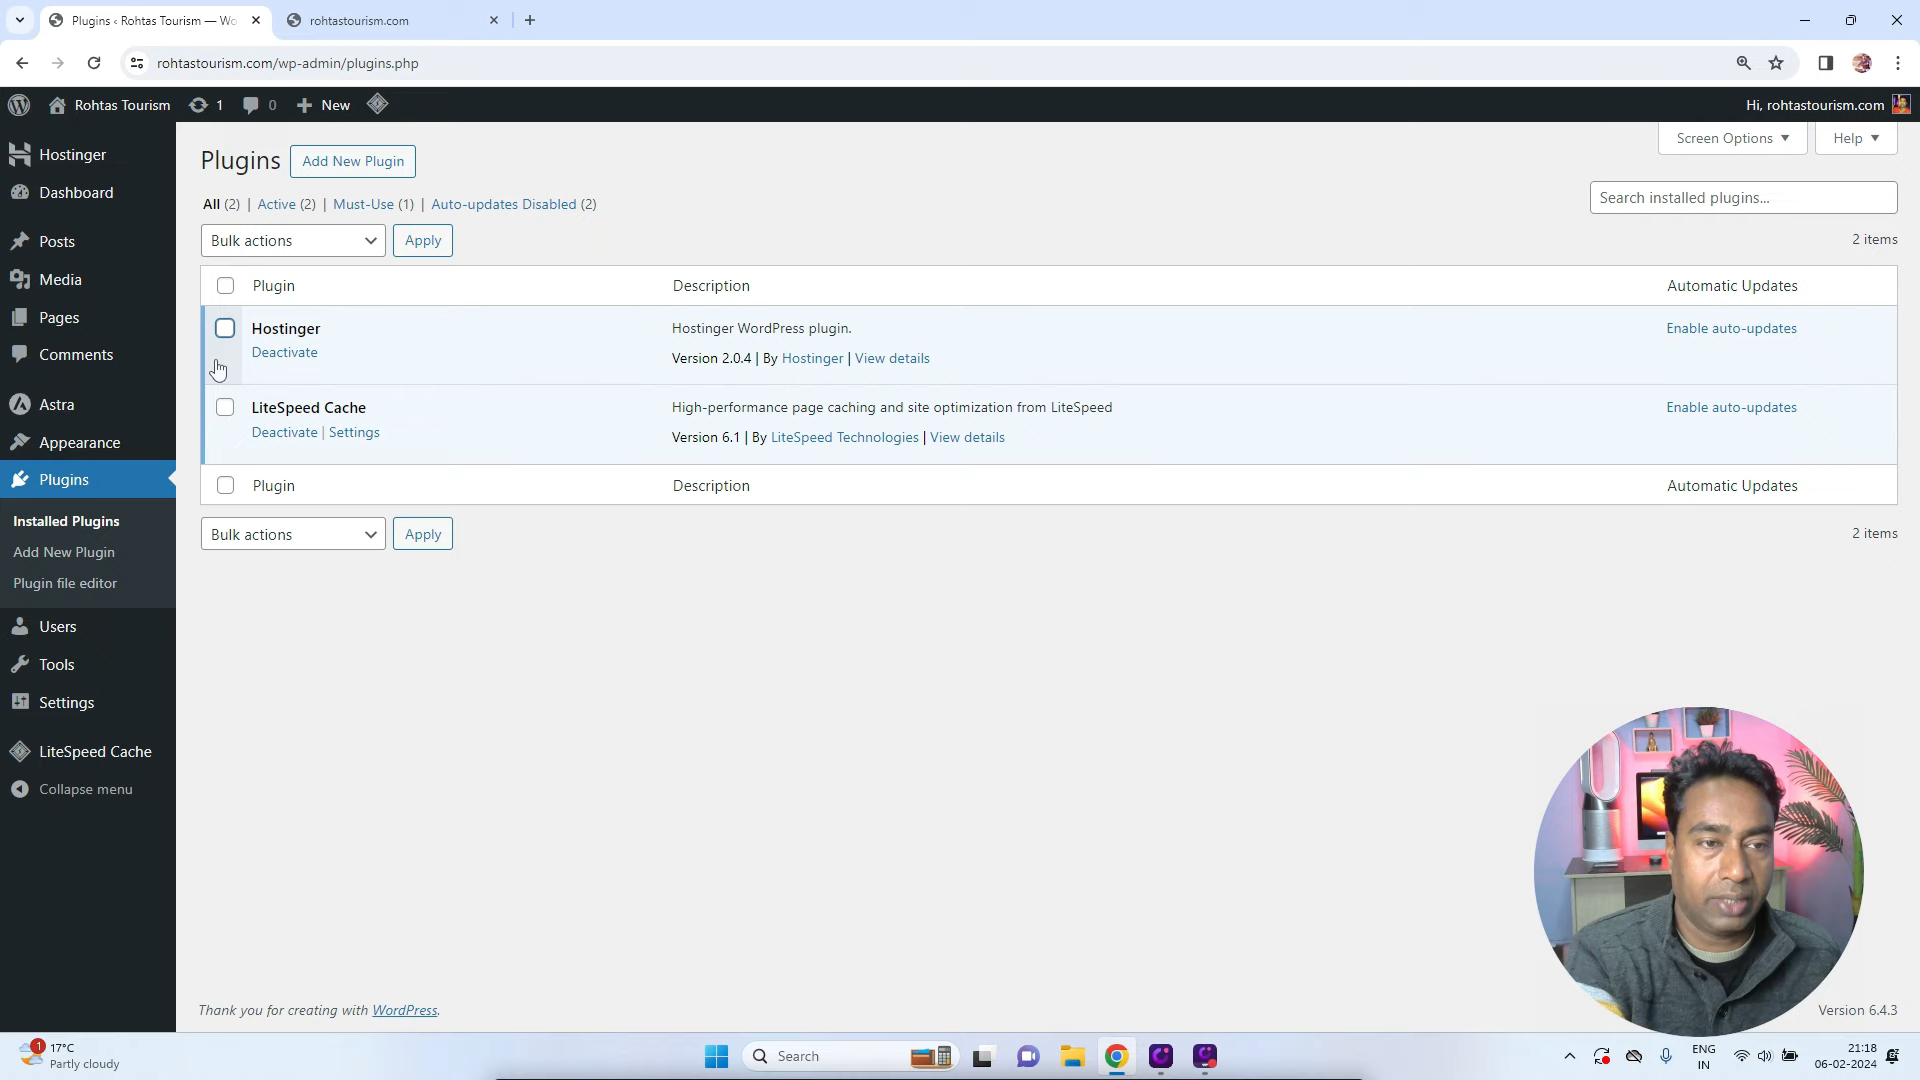 Plugins ‹ Rohtas Tourism — Wo
rohtastourism.com
rohtastourism.com/wp-admin/plugins.php
Rohtas Tourism
1
0
New
Hi, rohtastourism.com
Hostinger
Dashboard
Posts
Media
Pages
Comments
Astra
Appearance
Plugins
Installed Plugins
Add New Plugin
Plugin file editor
Users
Tools
Settings
LiteSpeed Cache
Collapse menu
Screen Options
Help
Plugins
Add New Plugin
All (2) | Active (2) | Must-Use (1) | Auto-updates Disabled (2)
Search installed plugins...
Bulk actions
Apply
2 items
Plugin
Description
Automatic Updates
Hostinger
Deactivate
Hostinger WordPress plugin.
Version 2.0.4 | By Hostinger | View details
Enable auto-updates
LiteSpeed Cache
Deactivate | Settings
High-performance page caching and site optimization from LiteSpeed
Version 6.1 | By LiteSpeed Technologies | View details
Enable auto-updates
Plugin
Description
Automatic Updates
Bulk actions
Apply
2 items
Thank you for creating with WordPress.
Version 6.4.3
1
17°C
Partly cloudy
Search
ENG
IN
21:18
06-02-2024